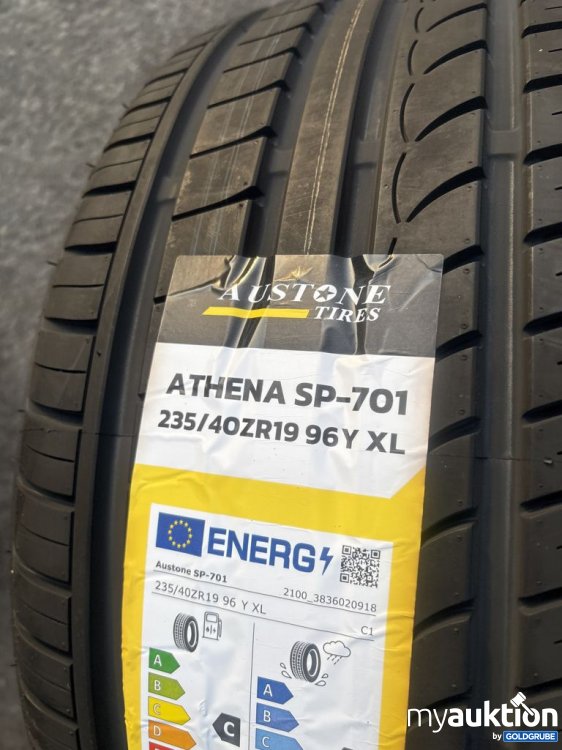 AUSTONE
TIRES
ATHENA SP-701
235/40ZR19 96Y XL
ENERG
Austone SP-701
2100_3836020918
235/40ZR19 96 Y XL
C1
A
B
C
D
C
A
B
C
myauktion
by GOLDGRUBE